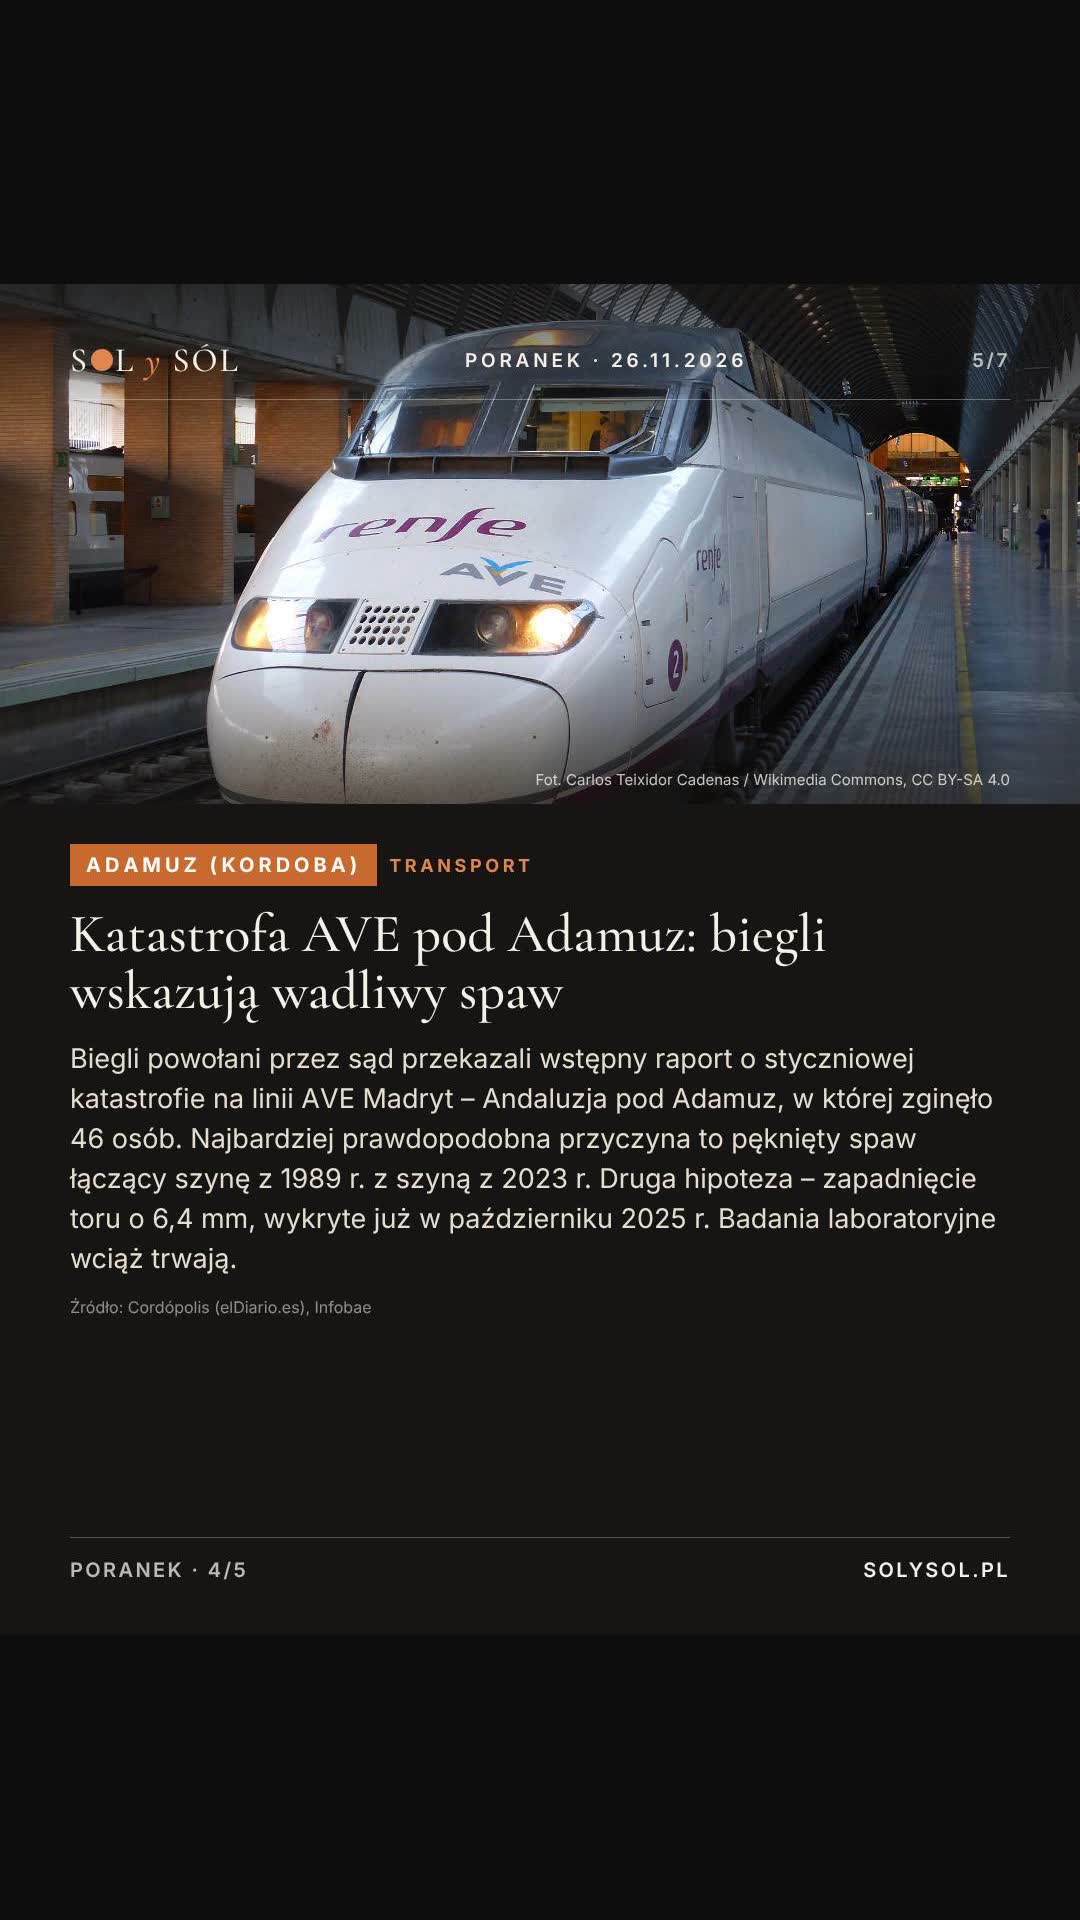 SOL y SÓL
PORANEK · 26.11.2026
5/7
1
renfe
AVE
renfe
2
Fot. Carlos Teixidor Cadenas / Wikimedia Commons, CC BY-SA 4.0
ADAMUZ (KORDOBA)
TRANSPORT
Katastrofa AVE pod Adamuz: biegli
wskazują wadliwy spaw
Biegli powołani przez sąd przekazali wstępny raport o styczniowej
katastrofie na linii AVE Madryt – Andaluzja pod Adamuz, w której zginęło
46 osób. Najbardziej prawdopodobna przyczyna to pęknięty spaw
łączący szynę z 1989 r. z szyną z 2023 r. Druga hipoteza – zapadnięcie
toru o 6,4 mm, wykryte już w październiku 2025 r. Badania laboratoryjne
wciąż trwają.
Źródło: Cordópolis (elDiario.es), Infobae
PORANEK · 4/5
SOLYSOL.PL